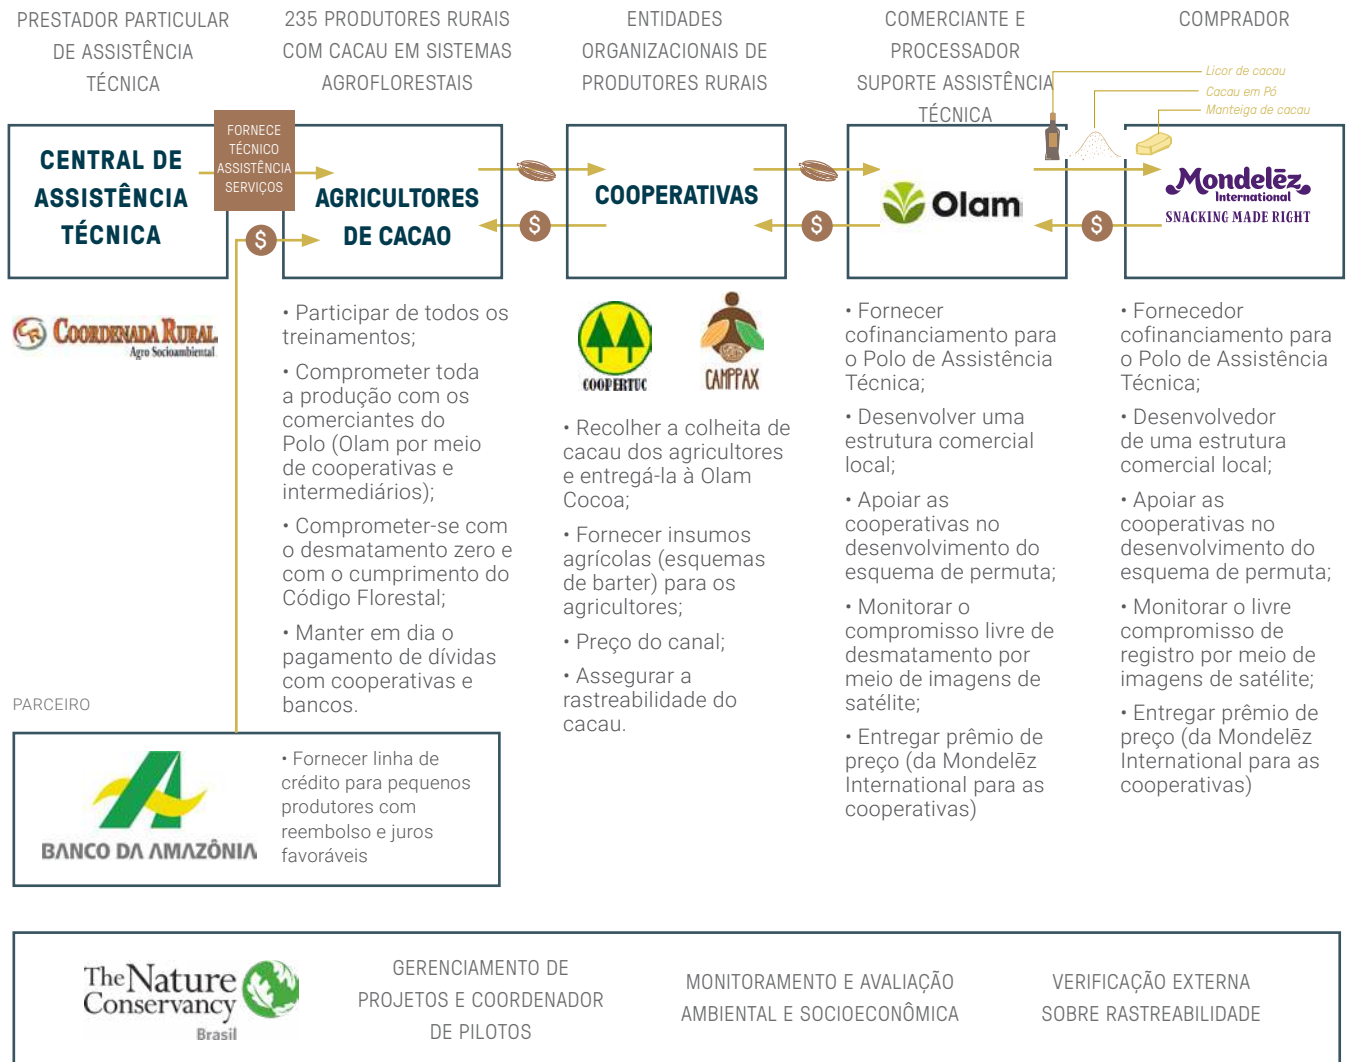 PRESTADOR PARTICULAR
DE ASSISTÊNCIA
TÉCNICA
235 PRODUTORES RURAIS
COM CACAU EM SISTEMAS
AGROFLORESTAIS
ENTIDADES
ORGANIZACIONAIS DE
PRODUTORES RURAIS
COMERCIANTE E
PROCESSADOR
SUPORTE ASSISTÊNCIA
TÉCNICA
COMPRADOR
Licor de cacau
Cacau em Pó
Manteiga de cacau
CENTRAL DE
ASSISTÊNCIA
TÉCNICA
FORNECE
TÉCNICO
ASSISTÊNCIA
SERVIÇOS
$
AGRICULTORES
DE CACAO
$
COOPERATIVAS
$
Olam
$
Mondelēz
International
SNACKING MADE RIGHT
CR COORDENADA RURAL
Agro Socioambiental
• Participar de todos os
treinamentos;
• Comprometer toda
a produção com os
comerciantes do
Polo (Olam por meio
de cooperativas e
intermediários);
• Comprometer-se com
o desmatamento zero e
com o cumprimento do
Código Florestal;
• Manter em dia o
pagamento de dívidas
com cooperativas e
bancos.
COOPERTUC
CAMPPAX
• Recolher a colheita de
cacau dos agricultores
e entregá-la à Olam
Cocoa;
• Fornecer insumos
agrícolas (esquemas
de barter) para os
agricultores;
• Preço do canal;
• Assegurar a
rastreabilidade do
cacau.
• Fornecer
cofinanciamento para
o Polo de Assistência
Técnica;
• Desenvolver uma
estrutura comercial
local;
• Apoiar as
cooperativas no
desenvolvimento do
esquema de permuta;
• Monitorar o
compromisso livre de
desmatamento por
meio de imagens de
satélite;
• Entregar prêmio de
preço (da Mondelēz
International para as
cooperativas)
• Fornecedor
cofinanciamento para
o Polo de Assistência
Técnica;
• Desenvolvedor
de uma estrutura
comercial local;
• Apoiar as
cooperativas no
desenvolvimento do
esquema de permuta;
• Monitorar o livre
compromisso de
registro por meio de
imagens de satélite;
• Entregar prêmio de
preço (da Mondelēz
International para as
cooperativas)
PARCEIRO
BANCO DA AMAZÔNIA
• Fornecer linha de
crédito para pequenos
produtores com
reembolso e juros
favoráveis
The Nature
Conservancy
Brasil
GERENCIAMENTO DE
PROJETOS E COORDENADOR
DE PILOTOS
MONITORAMENTO E AVALIAÇÃO
AMBIENTAL E SOCIOECONÔMICA
VERIFICAÇÃO EXTERNA
SOBRE RASTREABILIDADE